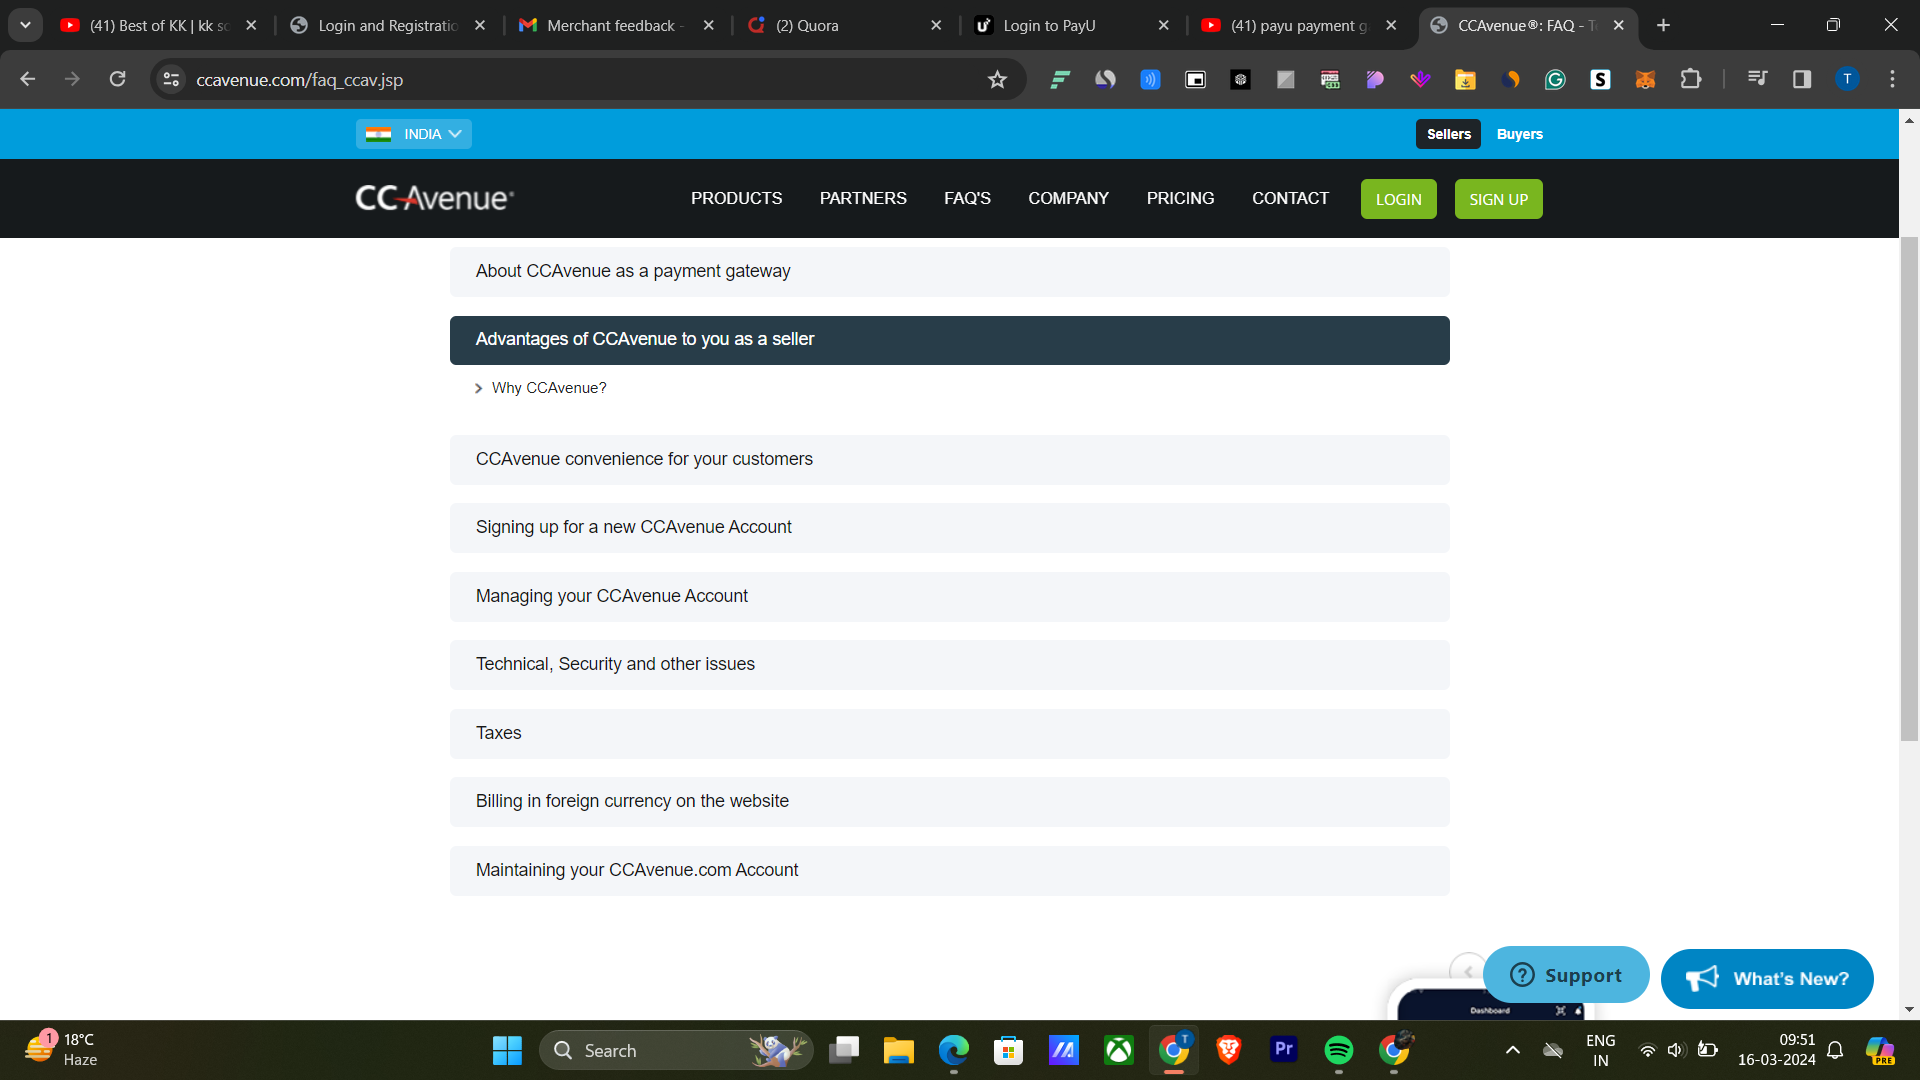 (41) Best of KK | kk so
Login and Registratio
Merchant feedback -
(2) Quora
Login to PayU
(41) payu payment g
CCAvenue®: FAQ - T
ccavenue.com/faq_ccav.jsp
T
INDIA
Sellers
Buyers
CCAvenue
PRODUCTS
PARTNERS
FAQ'S
COMPANY
PRICING
CONTACT
LOGIN
SIGN UP
About CCAvenue as a payment gateway
Advantages of CCAvenue to you as a seller
Why CCAvenue?
CCAvenue convenience for your customers
Signing up for a new CCAvenue Account
Managing your CCAvenue Account
Technical, Security and other issues
Taxes
Billing in foreign currency on the website
Maintaining your CCAvenue.com Account
Support
What's New?
Dashboard
1
18°C
Haze
Search
T
Pr
ENG
IN
09:51
16-03-2024
PRE